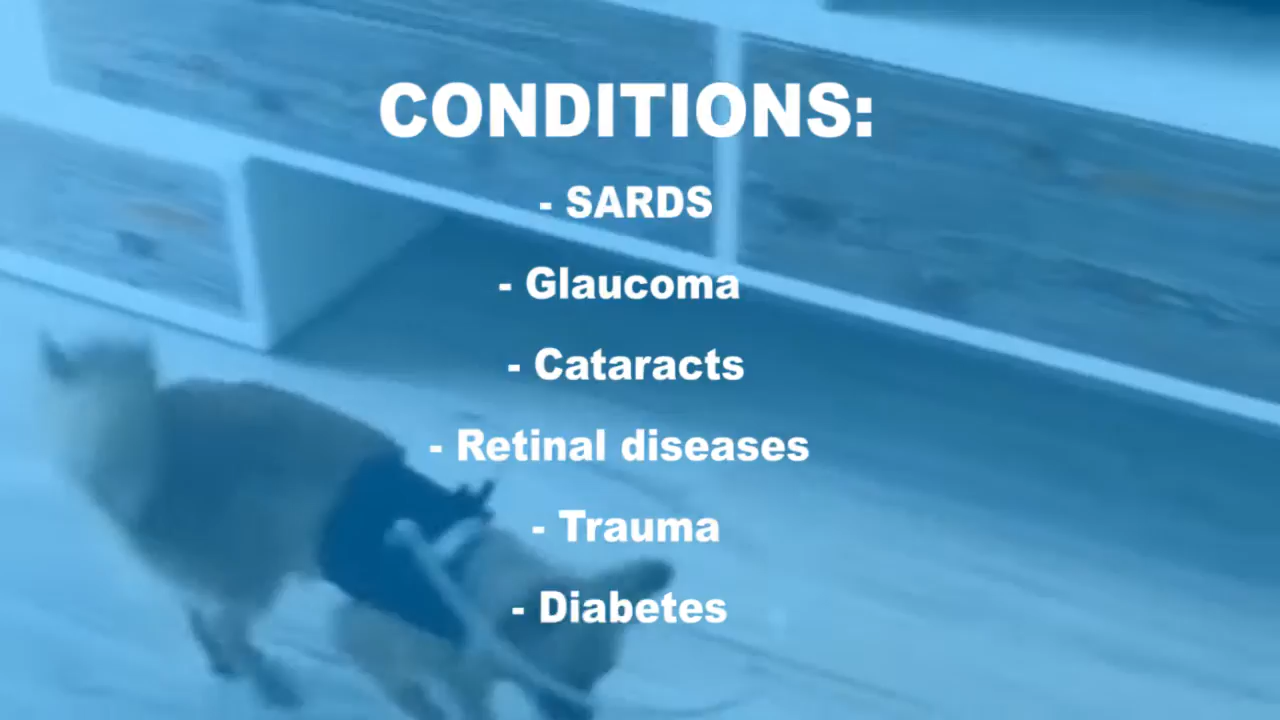 CONDITIONS:
- SARDS
- Glaucoma
- Cataracts
- Retinal diseases
- Trauma
- Diabetes